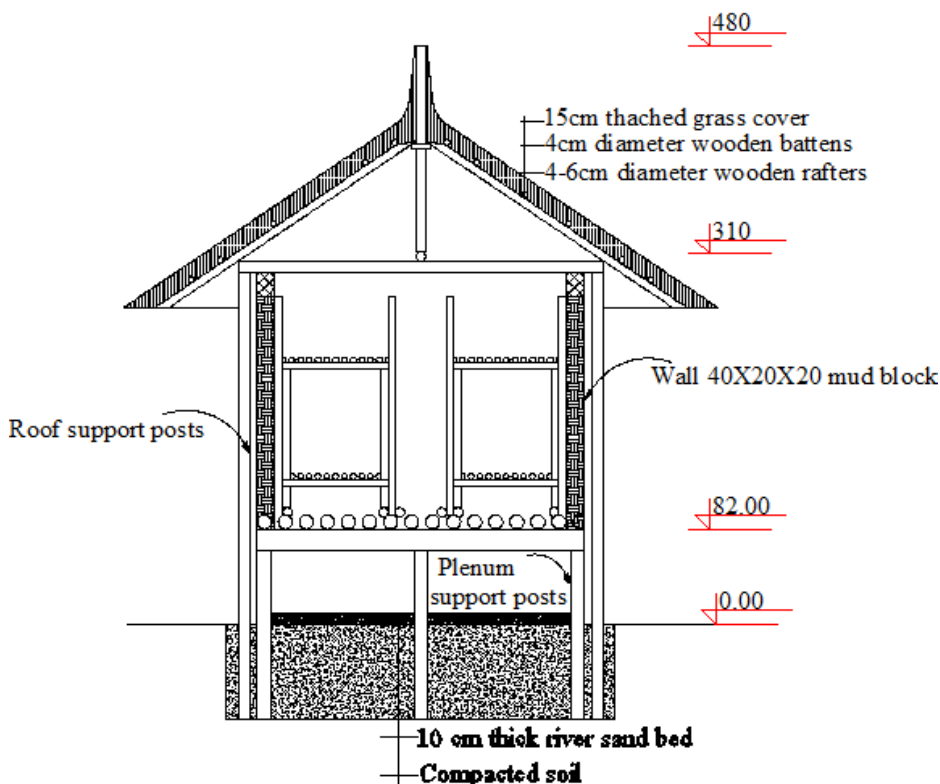 480
15cm thached grass cover
4cm diameter wooden battens
4-6cm diameter wooden rafters
310
Wall 40X20X20 mud block
Roof support posts
82.00
Plenum
support posts
0.00
10 cm thick river sand bed
Compacted soil